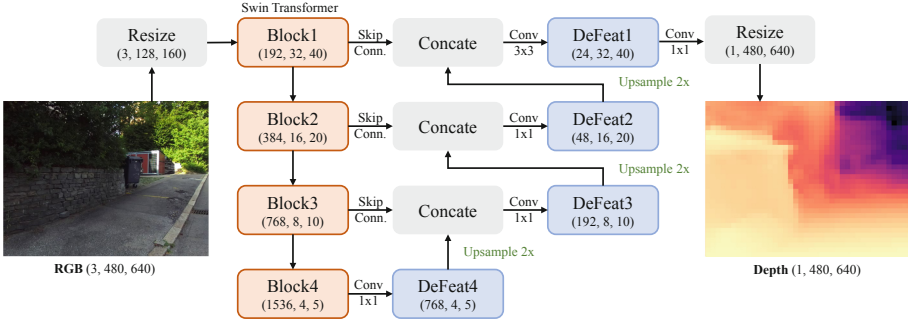 Swin Transformer
Resize
(3, 128, 160)
Block1
(192, 32, 40)
Skip
Conn.
Concate
Conv
3x3
DeFeat1
(24, 32, 40)
Conv
1x1
Resize
(1, 480, 640)
Upsample 2x
Block2
(384, 16, 20)
Skip
Conn.
Concate
Conv
1x1
DeFeat2
(48, 16, 20)
Upsample 2x
Block3
(768, 8, 10)
Skip
Conn.
Concate
Conv
1x1
DeFeat3
(192, 8, 10)
Upsample 2x
RGB (3, 480, 640)
Block4
(1536, 4, 5)
Conv
1x1
DeFeat4
(768, 4, 5)
Depth (1, 480, 640)